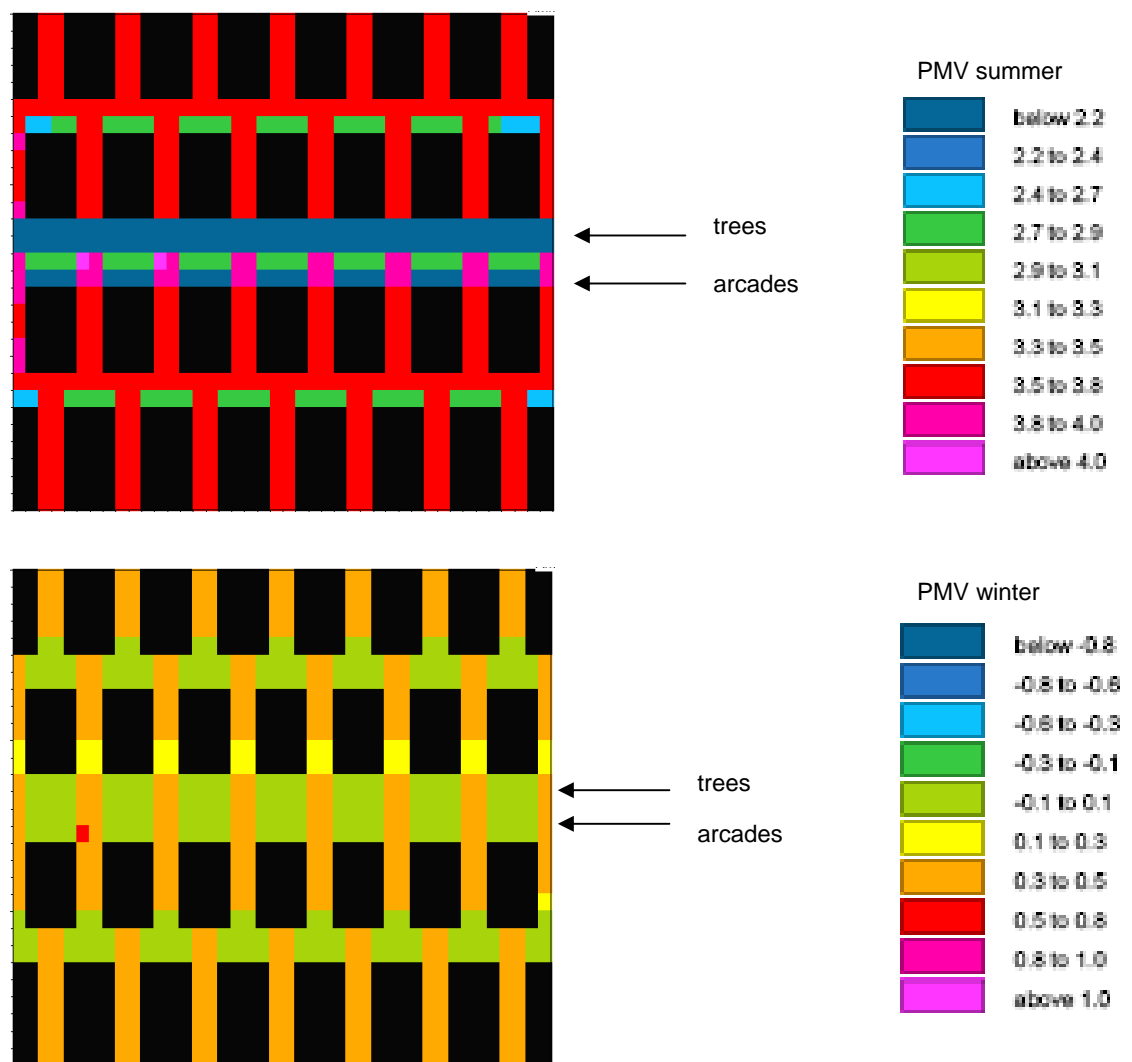 PMV summer
below 2.2
2.2 to 2.4
2.4 to 2.7
2.7 to 2.9
2.9 to 3.1
3.1 to 3.3
3.3 to 3.5
3.5 to 3.8
3.8 to 4.0
above 4.0
trees
arcades
PMV winter
below -0.8
-0.8 to -0.6
-0.6 to -0.3
-0.3 to -0.1
-0.1 to 0.1
0.1 to 0.3
0.3 to 0.5
0.5 to 0.8
0.8 to 1.0
above 1.0
trees
arcades